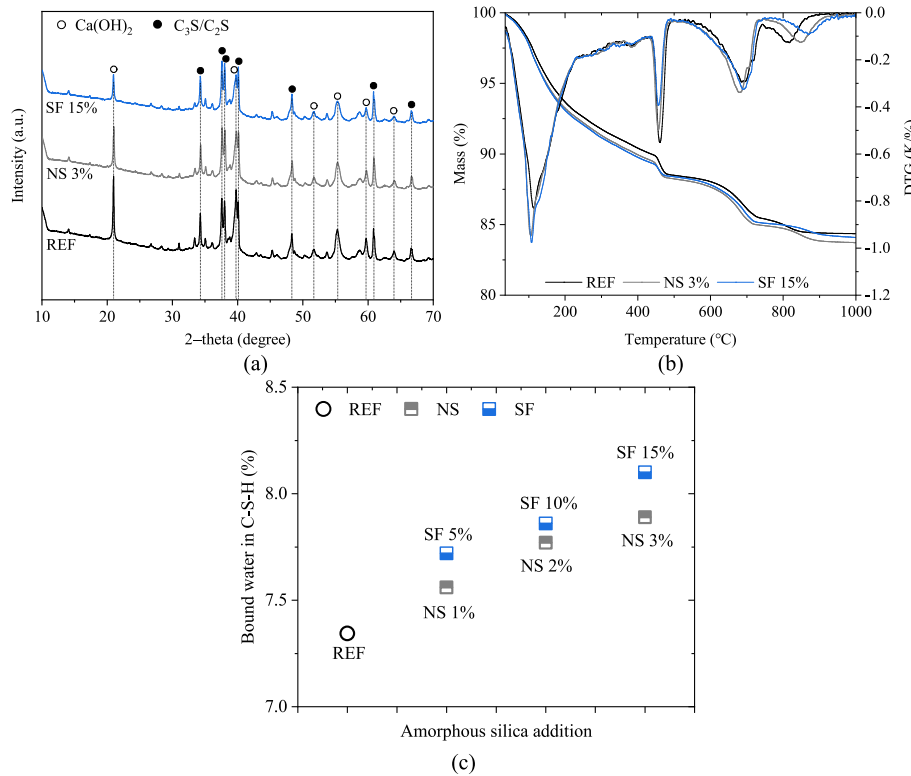 (a)
Ca(OH)₂ C₃S/C₂S
SF 15%
NS 3%
REF
Intensity (a.u.)
10 20 30 40 50 60 70
2–theta (degree)
(b)
100
95
90
85
80
Mass (%)
0.0
-0.2
-0.4
-0.6
-0.8
-1.0
-1.2
DTG (K/%)
REF NS 3% SF 15%
200 400 600 800 1000
Temperature (℃)
(a)
(b)
8.5
8.0
7.5
7.0
Bound water in C-S-H (%)
REF NS SF
SF 15%
SF 10%
NS 3%
SF 5%
NS 2%
NS 1%
REF
Amorphous silica addition
(c)